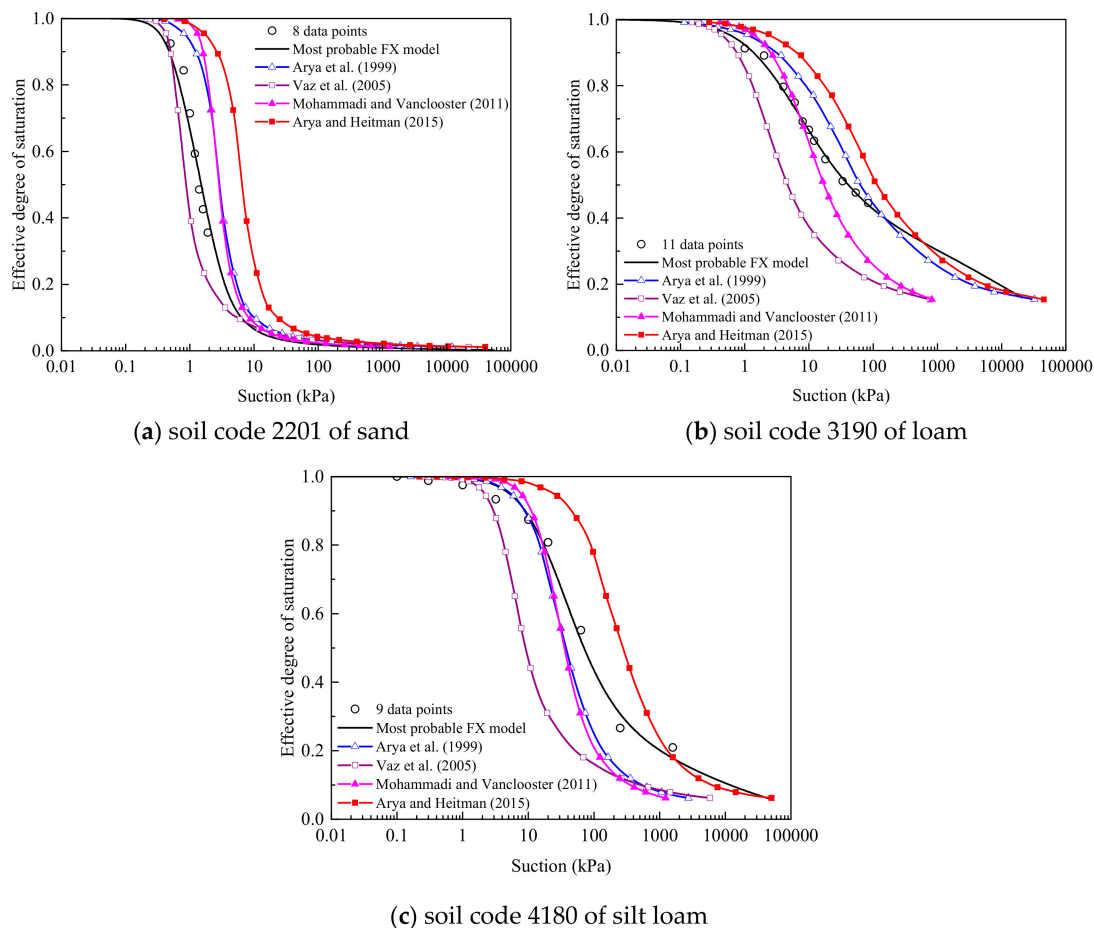 1.0
0.8
0.6
0.4
0.2
0.0
Effective degree of saturation
8 data points
Most probable FX model
Arya et al. (1999)
Vaz et al. (2005)
Mohammadi and Vanclooster (2011)
Arya and Heitman (2015)
0.01 0.1 1 10 100 1000 10000 100000
Suction (kPa)
(a) soil code 2201 of sand
1.0
0.8
0.6
0.4
0.2
0.0
Effective degree of saturation
11 data points
Most probable FX model
Arya et al. (1999)
Vaz et al. (2005)
Mohammadi and Vanclooster (2011)
Arya and Heitman (2015)
0.01 0.1 1 10 100 1000 10000 100000
Suction (kPa)
(b) soil code 3190 of loam
1.0
0.8
0.6
0.4
0.2
0.0
Effective degree of saturation
9 data points
Most probable FX model
Arya et al. (1999)
Vaz et al. (2005)
Mohammadi and Vanclooster (2011)
Arya and Heitman (2015)
0.01 0.1 1 10 100 1000 10000 100000
Suction (kPa)
(c) soil code 4180 of silt loam